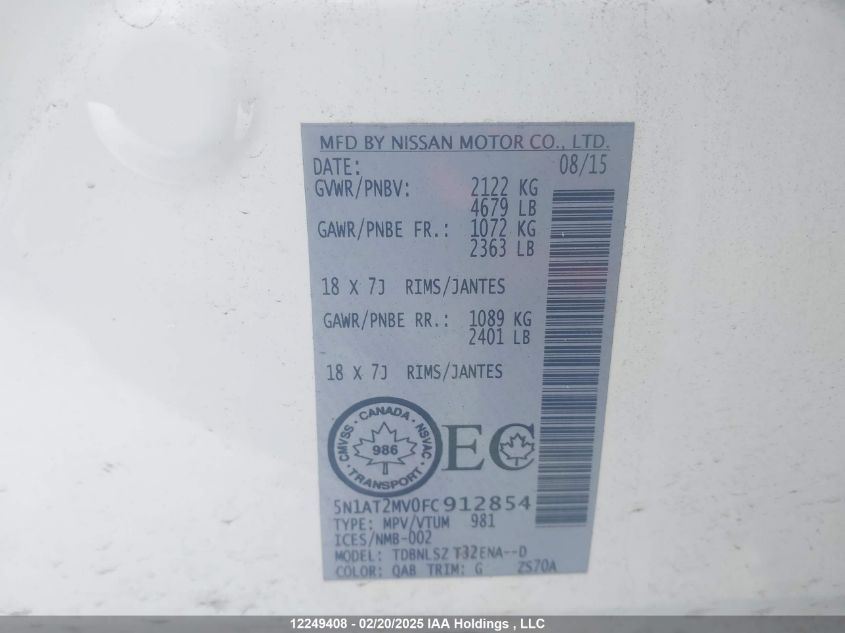 MFD BY NISSAN MOTOR CO., LTD.
DATE: 08/15
GVWR/PNBV: 2122 KG
4679 LB
GAWR/PNBE FR.: 1072 KG
2363 LB
18 X 7J RIMS/JANTES
GAWR/PNBE RR.: 1089 KG
2401 LB
18 X 7J RIMS/JANTES
CANADA
CMVSS NSVAC
986
TRANSPORT
EC
5N1AT2MV0FC912854
TYPE: MPV/VTUM 981
ICES/NMB-002
MODEL: TDBNLSZ T32ENA--D
COLOR: QAB TRIM: G ZS70A
12249408 - 02/20/2025 IAA Holdings , LLC